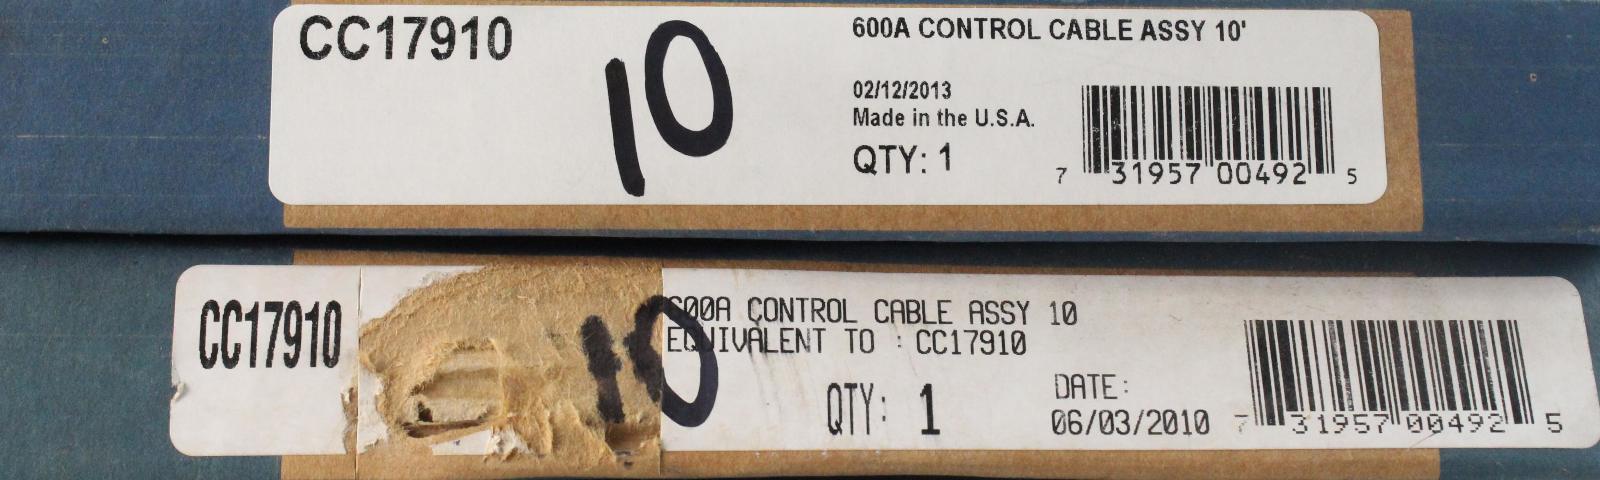 CC17910
10
600A CONTROL CABLE ASSY 10'
02/12/2013
Made in the U.S.A.
QTY: 1
7 31957 00492 5
CC17910
10
600A CONTROL CABLE ASSY 10
EQUIVALENT TO : CC17910
QTY: 1
DATE:
06/03/2010
7 31957 00492 5